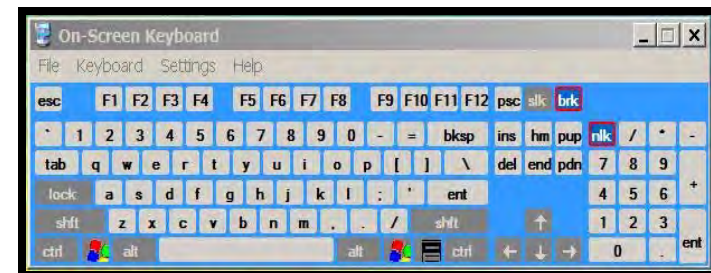 On-Screen Keyboard
File Keyboard Settings Help
esc F1 F2 F3 F4 F5 F6 F7 F8 F9 F10 F11 F12 psc slk brk
` 1 2 3 4 5 6 7 8 9 0 - = bksp ins hm pup nlk / * -
tab q w e r t y u i o p [ ] \ del end pdn 7 8 9
lock a s d f g h j k l ; ' ent 4 5 6 +
shft z x c v b n m , . / shft ↑ 1 2 3
ctrl alt alt ctrl ← ↓ → 0 . ent